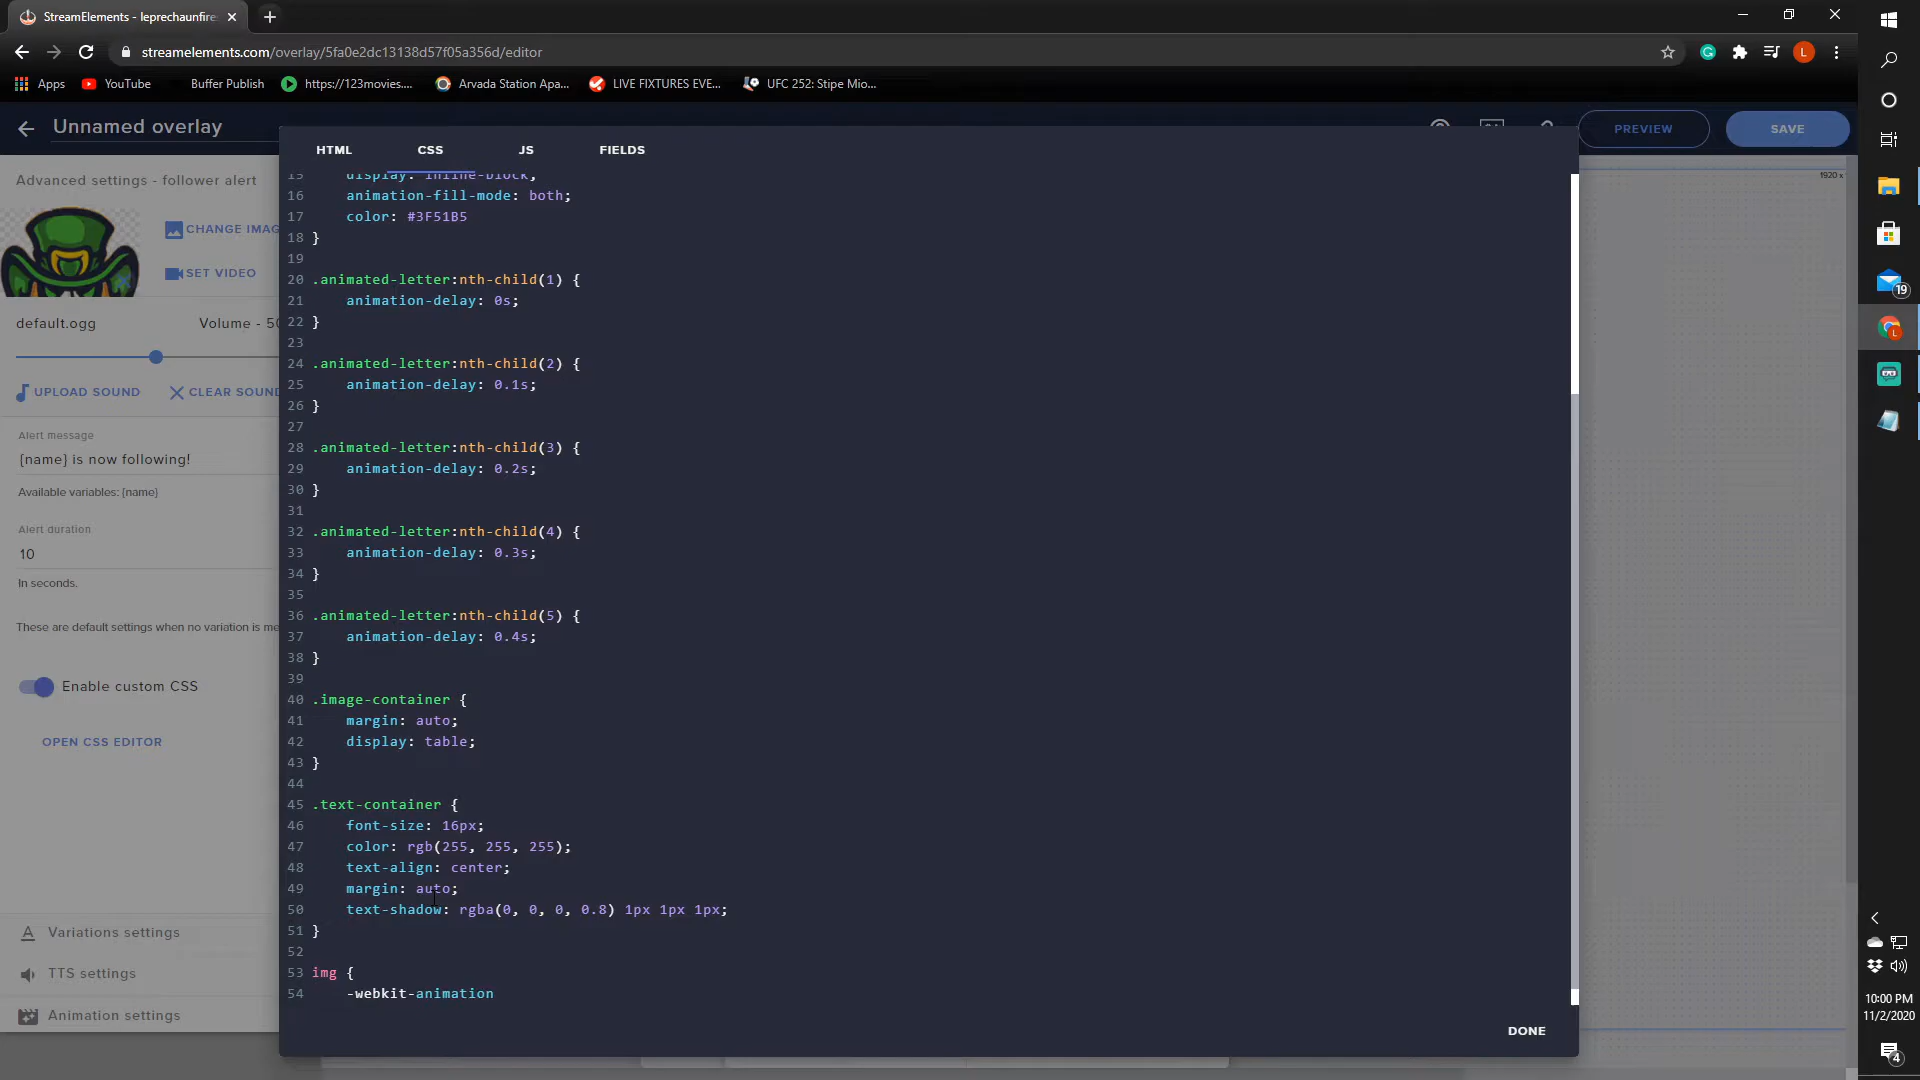 StreamElements - leprechaunfire
streamelements.com/overlay/5fa0e2dc13138d57f05a356d/editor
L
Apps
YouTube
Buffer Publish
https://123movies....
Arvada Station Apa...
LIVE FIXTURES EVE...
UFC 252: Stipe Mio...
Unnamed overlay
PREVIEW
SAVE
HTML
CSS
JS
FIELDS
1920 x
Advanced settings - follower alert
CHANGE IMAG
SET VIDEO
default.ogg
Volume - 50
UPLOAD SOUND
CLEAR SOUND
Alert message
{name} is now following!
Available variables: {name}
Alert duration
10
In seconds.
These are default settings when no variation is me
Enable custom CSS
OPEN CSS EDITOR
Variations settings
TTS settings
Animation settings
15 display: inline-block;
16 animation-fill-mode: both;
17 color: #3F51B5
18 }
19
20 .animated-letter:nth-child(1) {
21 animation-delay: 0s;
22 }
23
24 .animated-letter:nth-child(2) {
25 animation-delay: 0.1s;
26 }
27
28 .animated-letter:nth-child(3) {
29 animation-delay: 0.2s;
30 }
31
32 .animated-letter:nth-child(4) {
33 animation-delay: 0.3s;
34 }
35
36 .animated-letter:nth-child(5) {
37 animation-delay: 0.4s;
38 }
39
40 .image-container {
41 margin: auto;
42 display: table;
43 }
44
45 .text-container {
46 font-size: 16px;
47 color: rgb(255, 255, 255);
48 text-align: center;
49 margin: auto;
50 text-shadow: rgba(0, 0, 0, 0.8) 1px 1px 1px;
51 }
52
53 img {
54 -webkit-animation
DONE
19
L
10:00 PM
11/2/2020
4